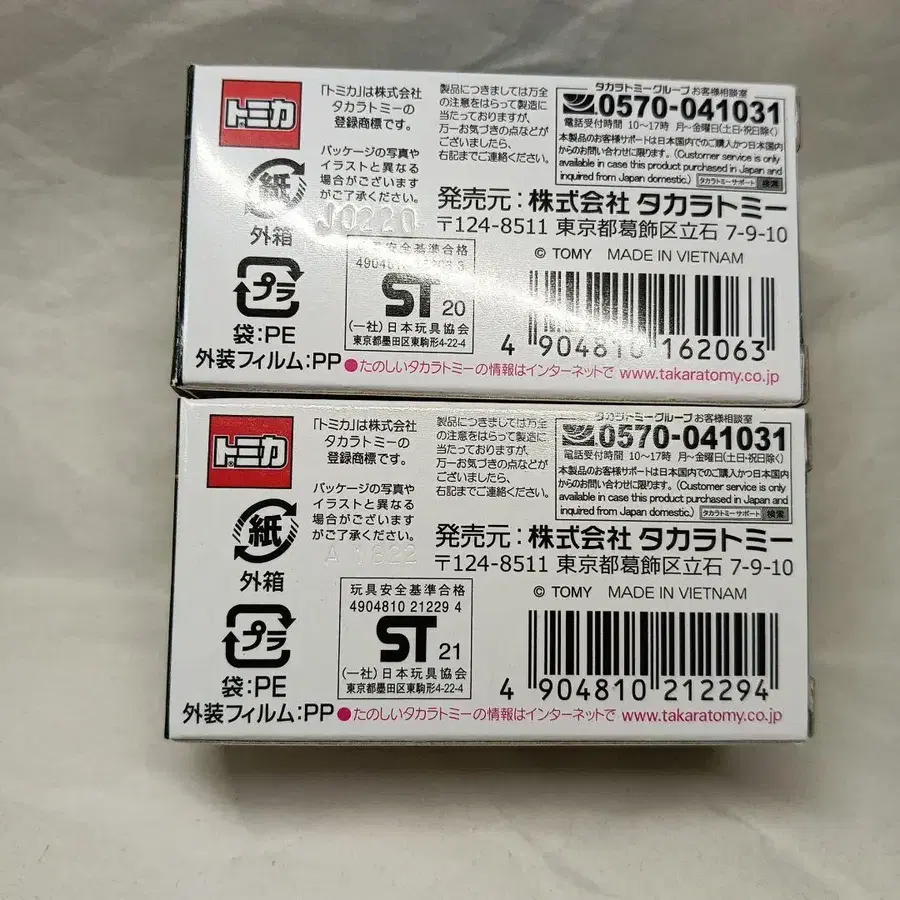 トミカ
「トミカ」は株式会社
タカラトミーの
登録商標です。
パッケージの写真や
イラストと異なる
場合がございます
がご了承ください。
製品につきましては万全
の注意をはらって製造に
当たっておりますが、
万一お気づきの点などが
ございましたら、
右記までご連絡ください。
タカラトミーグループ お客様相談室
0570-041031
電話受付時間 10〜17時 月〜金曜日(土日・祝日除く)
本製品のお客様サポートは日本国内でのご購入かつ日本国内
からのお問い合わせに限ります。(Customer service is only
available in case this product purchased in Japan and
inquired from Japan domestic.) タカラトミーサポート 検索
発売元:株式会社 タカラトミー
〒124-8511 東京都葛飾区立石 7-9-10
© TOMY MADE IN VIETNAM
紙
外箱
J0220
プラ
袋:PE
外装フィルム:PP
玩具安全基準合格
ST 20
(一社)日本玩具協会
東京都墨田区東駒形4-22-4
4 904810 162063
●たのしいタカラトミーの情報はインターネットで www.takaratomy.co.jp
トミカ
「トミカ」は株式会社
タカラトミーの
登録商標です。
パッケージの写真や
イラストと異なる
場合がございます
がご了承ください。
製品につきましては万全
の注意をはらって製造に
当たっておりますが、
万一お気づきの点などが
ございましたら、
右記までご連絡ください。
タカラトミーグループ お客様相談室
0570-041031
電話受付時間 10〜17時 月〜金曜日(土日・祝日除く)
本製品のお客様サポートは日本国内でのご購入かつ日本国内
からのお問い合わせに限ります。(Customer service is only
available in case this product purchased in Japan and
inquired from Japan domestic.) タカラトミーサポート 検索
発売元:株式会社 タカラトミー
〒124-8511 東京都葛飾区立石 7-9-10
© TOMY MADE IN VIETNAM
紙
外箱
プラ
袋:PE
外装フィルム:PP
玩具安全基準合格
4904810 21229 4
ST 21
(一社)日本玩具協会
東京都墨田区東駒形4-22-4
4 904810 212294
●たのしいタカラトミーの情報はインターネットで www.takaratomy.co.jp